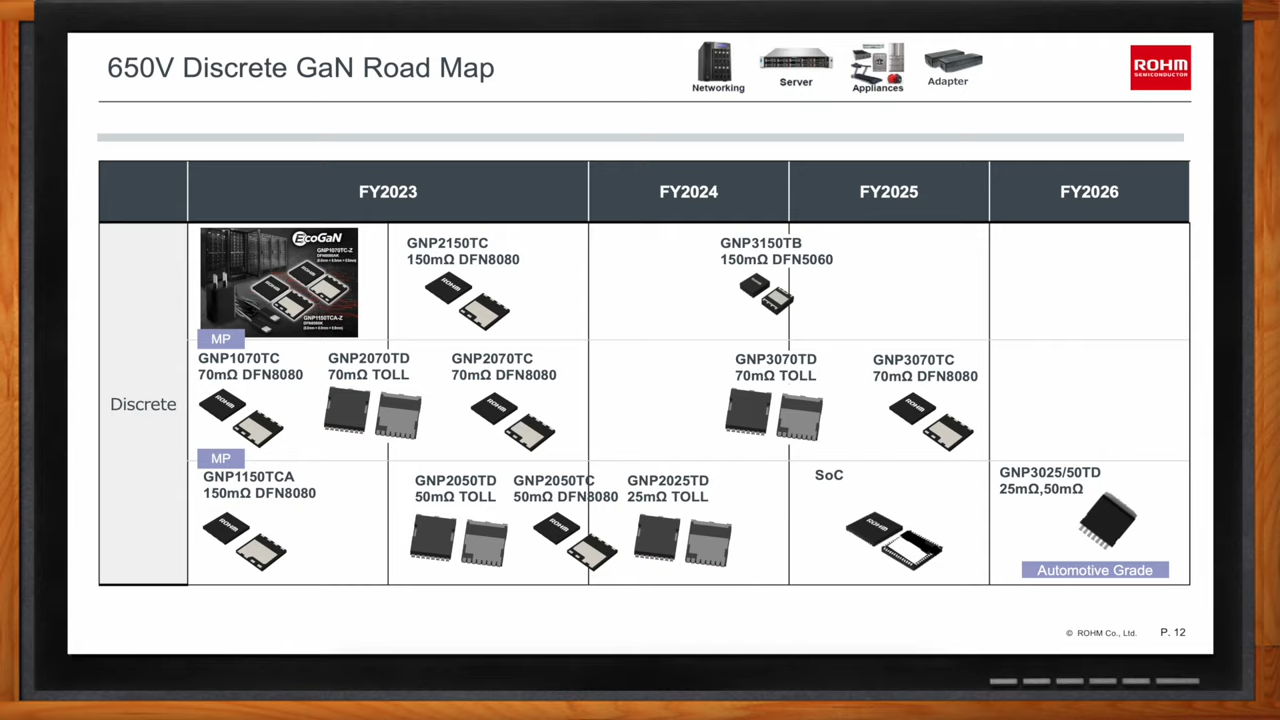 650V Discrete GaN Road Map
Networking
Server
Appliances
Adapter
ROHM
SEMICONDUCTOR
FY2023
FY2024
FY2025
FY2026
Discrete
EcoGaN
GNP1070TC-Z
GNP1150TCA-Z
MP
GNP2150TC
150mΩ DFN8080
GNP3150TB
150mΩ DFN5060
GNP1070TC
70mΩ DFN8080
GNP2070TD
70mΩ TOLL
GNP2070TC
70mΩ DFN8080
GNP3070TD
70mΩ TOLL
GNP3070TC
70mΩ DFN8080
MP
GNP1150TCA
150mΩ DFN8080
GNP2050TD
50mΩ TOLL
GNP2050TC
50mΩ DFN8080
GNP2025TD
25mΩ TOLL
SoC
GNP3025/50TD
25mΩ,50mΩ
Automotive Grade
© ROHM Co., Ltd.
P. 12